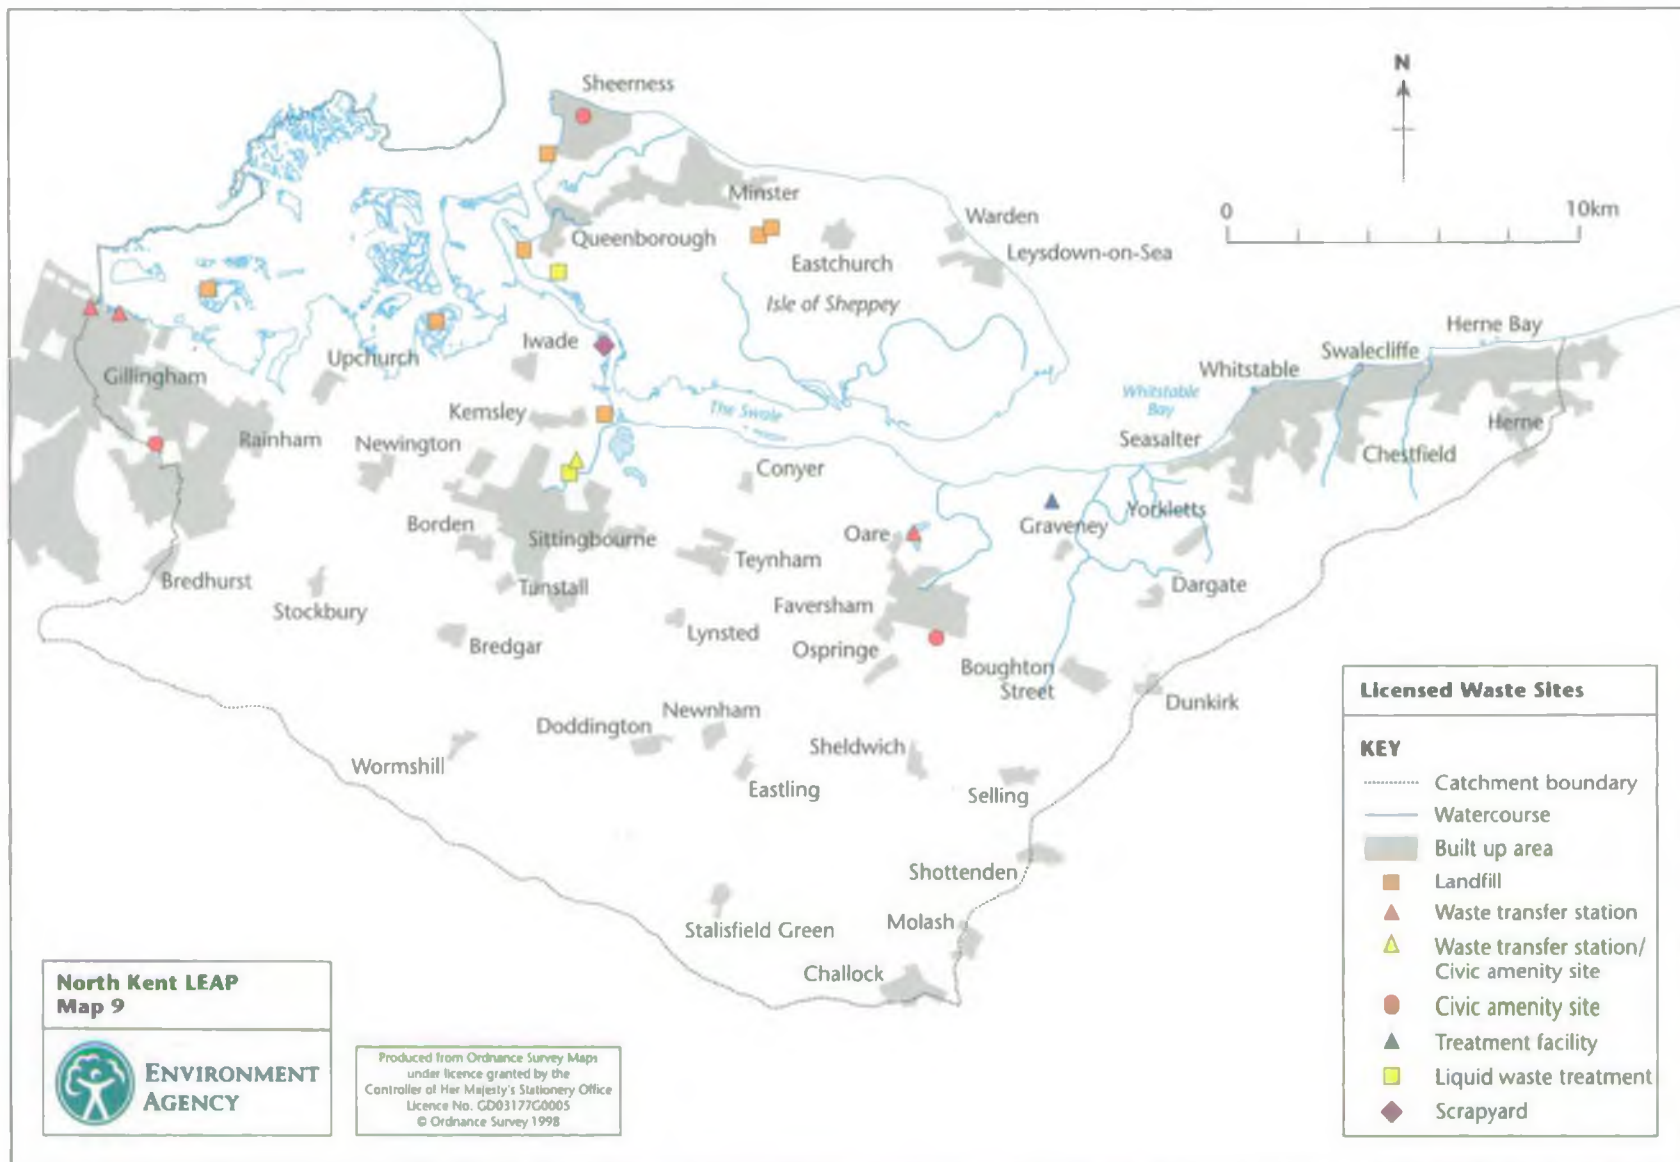 Sheerness
N
Minster
0
10km
Warden
Queenborough
Leysdown-on-Sea
Eastchurch
Isle of Sheppey
Herne Bay
Iwade
Swalecliffe
Upchurch
Whitstable
Gillingham
Whitstable
Bay
The Swale
Kemsley
Herne
Rainham
Newington
Seasalter
Chestfield
Conyer
Yorkletts
Borden
Graveney
Oare
Sittingbourne
Teynham
Bredhurst
Tunstall
Dargate
Stockbury
Faversham
Lynsted
Bredgar
Ospringe
Boughton
Street
Dunkirk
Newnham
Doddington
Sheldwich
Wormshill
Eastling
Selling
Shottenden
Molash
Stalisfield Green
Challock
Licensed Waste Sites
KEY
Catchment boundary
Watercourse
Built up area
Landfill
Waste transfer station
Waste transfer station/
Civic amenity site
Civic amenity site
Treatment facility
Liquid waste treatment
Scrapyard
North Kent LEAP
Map 9
ENVIRONMENT
AGENCY
Produced from Ordnance Survey Maps
under licence granted by the
Controller of Her Majesty's Stationery Office
Licence No. GD03177G0005
© Ordnance Survey 1998